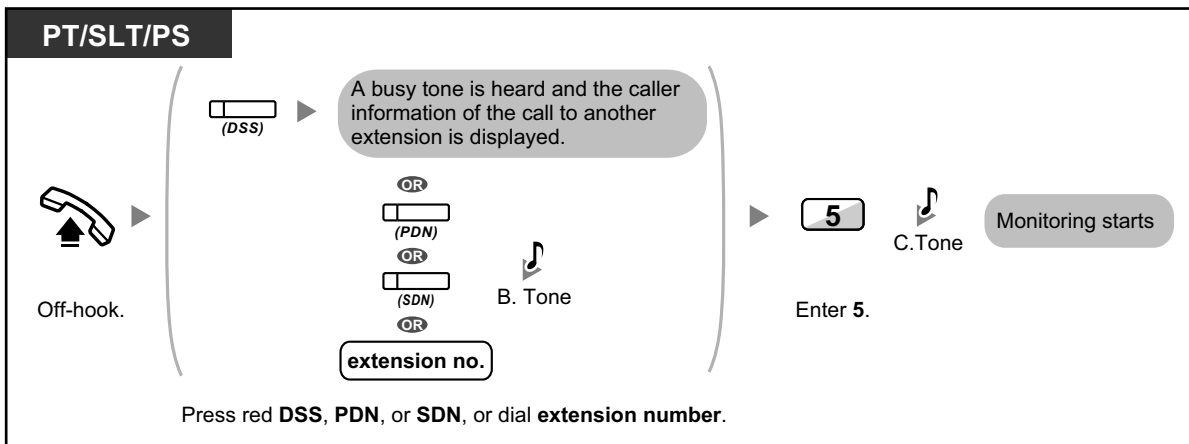 PT/SLT/PS
(DSS)
A busy tone is heard and the caller
information of the call to another
extension is displayed.
OR
(PDN)
OR
(SDN)
B. Tone
OR
extension no.
5
C.Tone
Monitoring starts
Off-hook.
Enter 5.
Press red DSS, PDN, or SDN, or dial extension number.